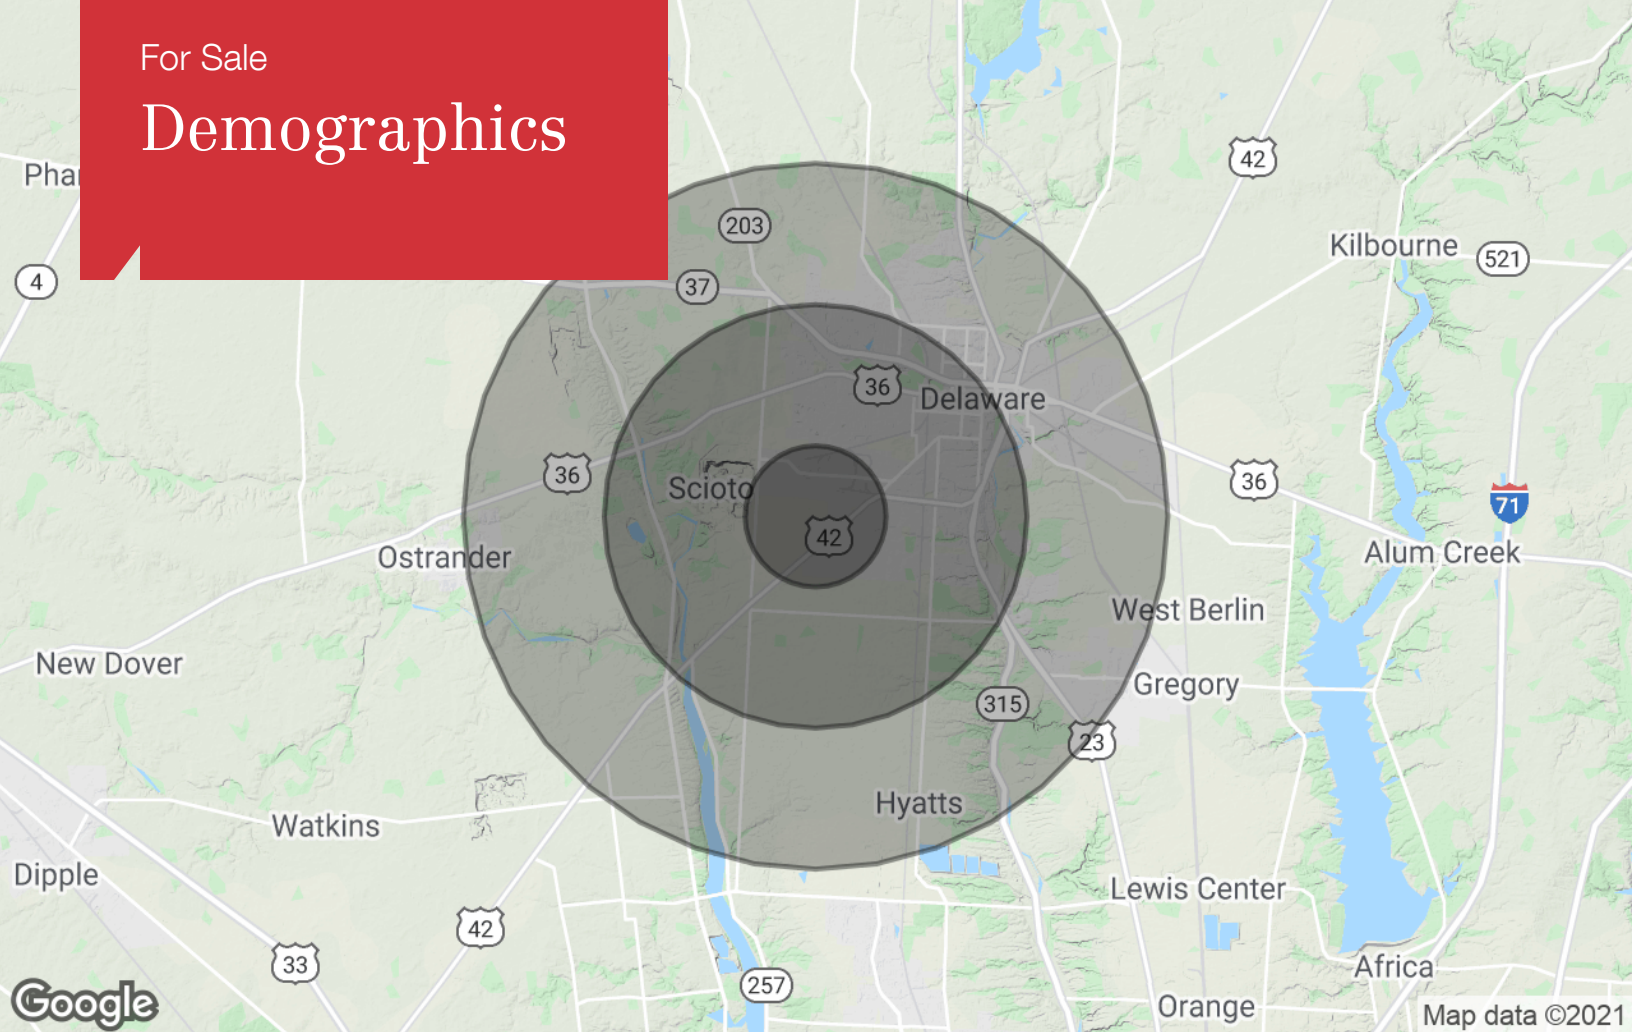 For Sale
Demographics
42
203
Kilbourne
521
4
37
36
Delaware
36
Scioto
36
71
42
Ostrander
Alum Creek
West Berlin
New Dover
Gregory
315
23
Hyatts
Watkins
Dipple
Lewis Center
42
33
Africa
257
Google
Orange
Map data ©2021